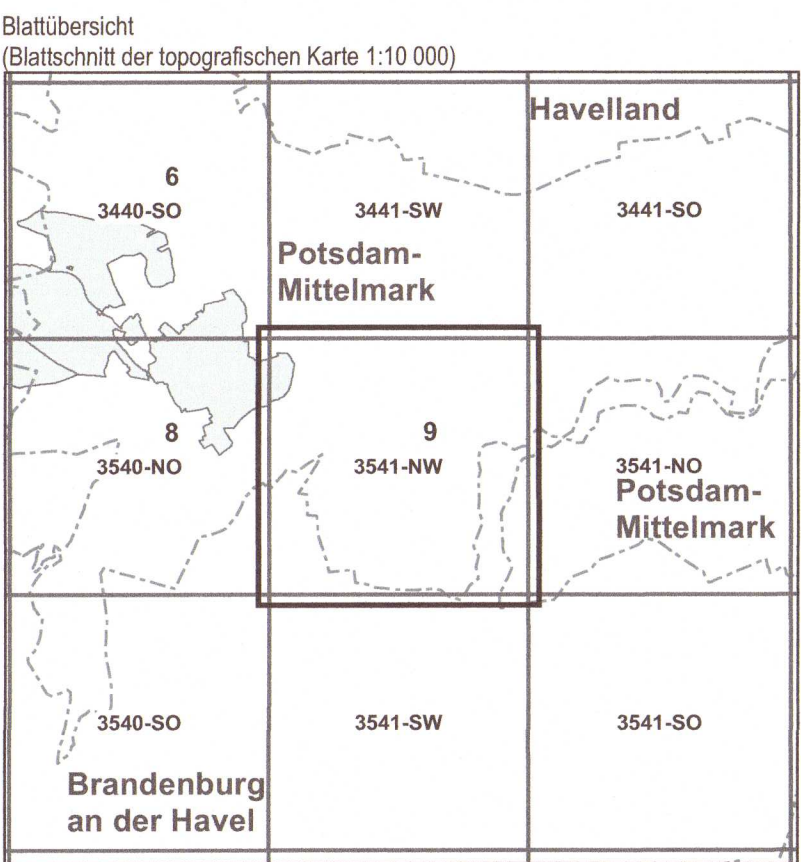 Blattübersicht
(Blattschnitt der topografischen Karte 1:10 000)
Havelland
6
3440-SO
3441-SW
3441-SO
Potsdam-
Mittelmark
8
3540-NO
9
3541-NW
3541-NO
Potsdam-
Mittelmark
3540-SO
3541-SW
3541-SO
Brandenburg
an der Havel